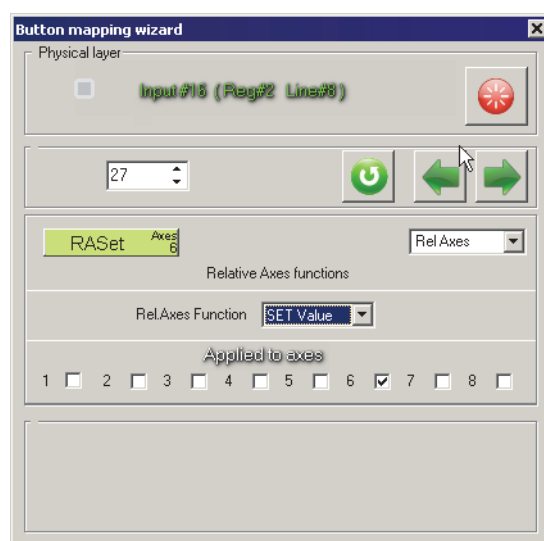 Button mapping wizard
Physical layer
Input #16 (Reg#2 Line#8)
27
RASet Axes 6
Rel Axes
Relative Axes functions
Rel.Axes Function SET Value
Applied to axes
1 2 3 4 5 6 7 8